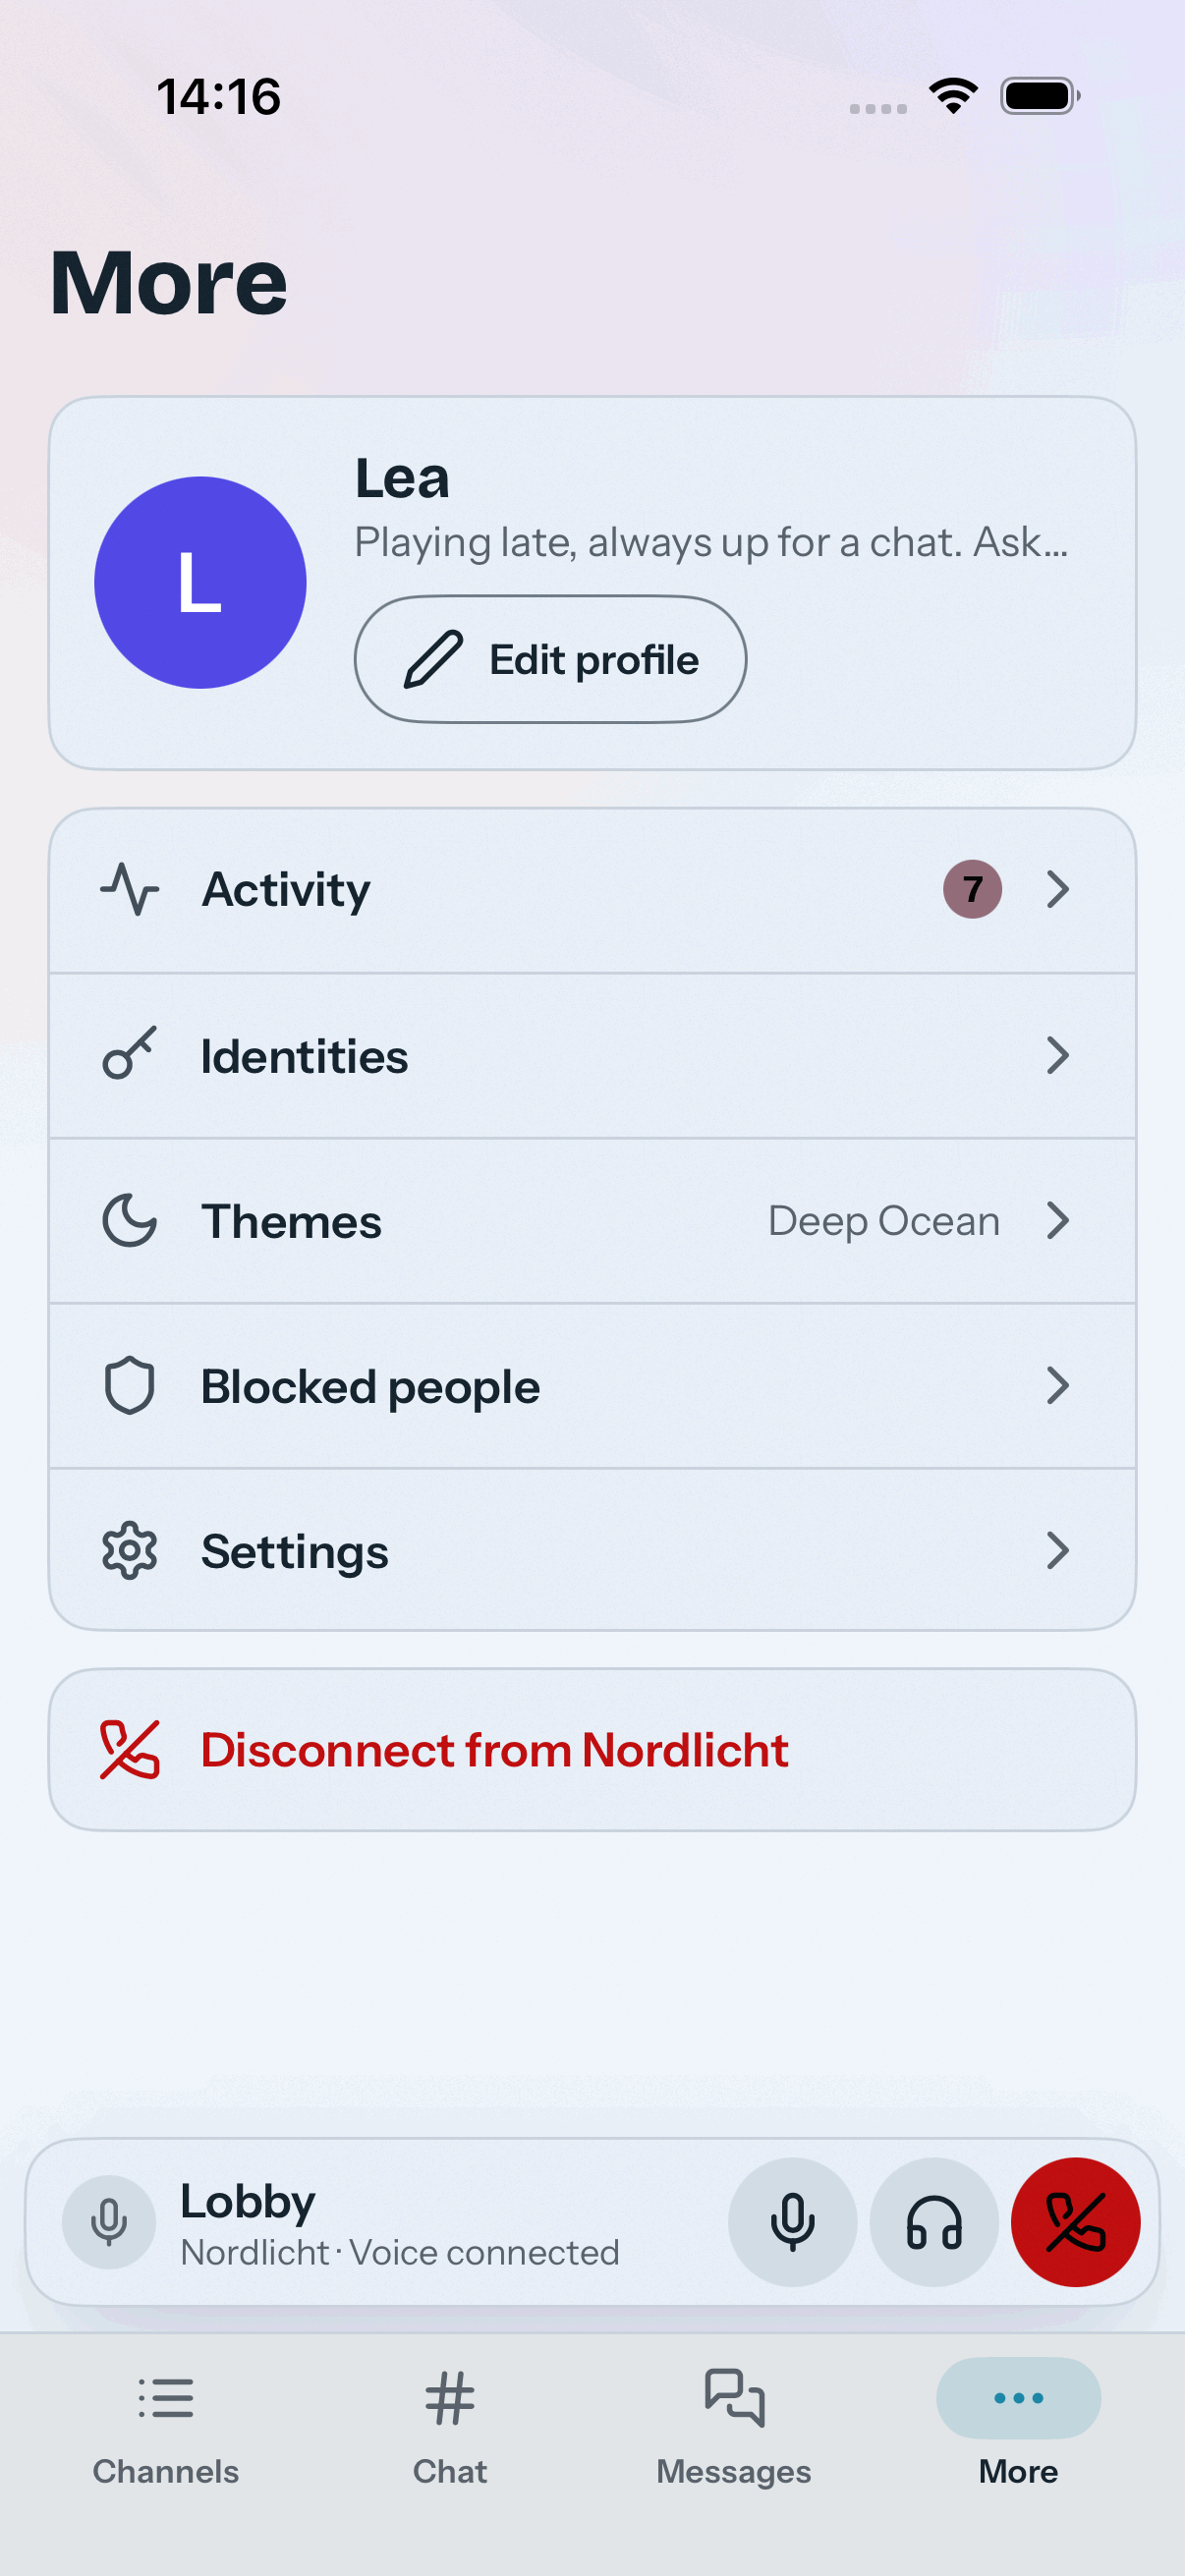 14:16
More
L
Lea
Playing late, always up for a chat. Ask...
Edit profile
Activity
7
Identities
Themes
Deep Ocean
Blocked people
Settings
Disconnect from Nordlicht
Lobby
Nordlicht · Voice connected
Channels
Chat
Messages
More